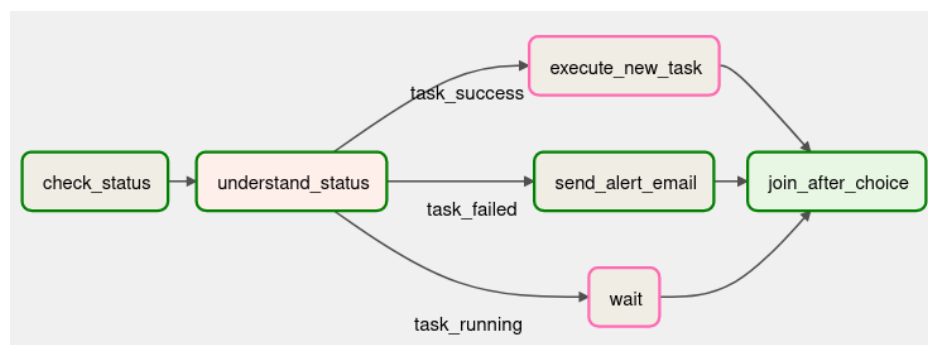 execute_new_task
task_success
check_status
understand_status
send_alert_email
join_after_choice
task_failed
wait
task_running